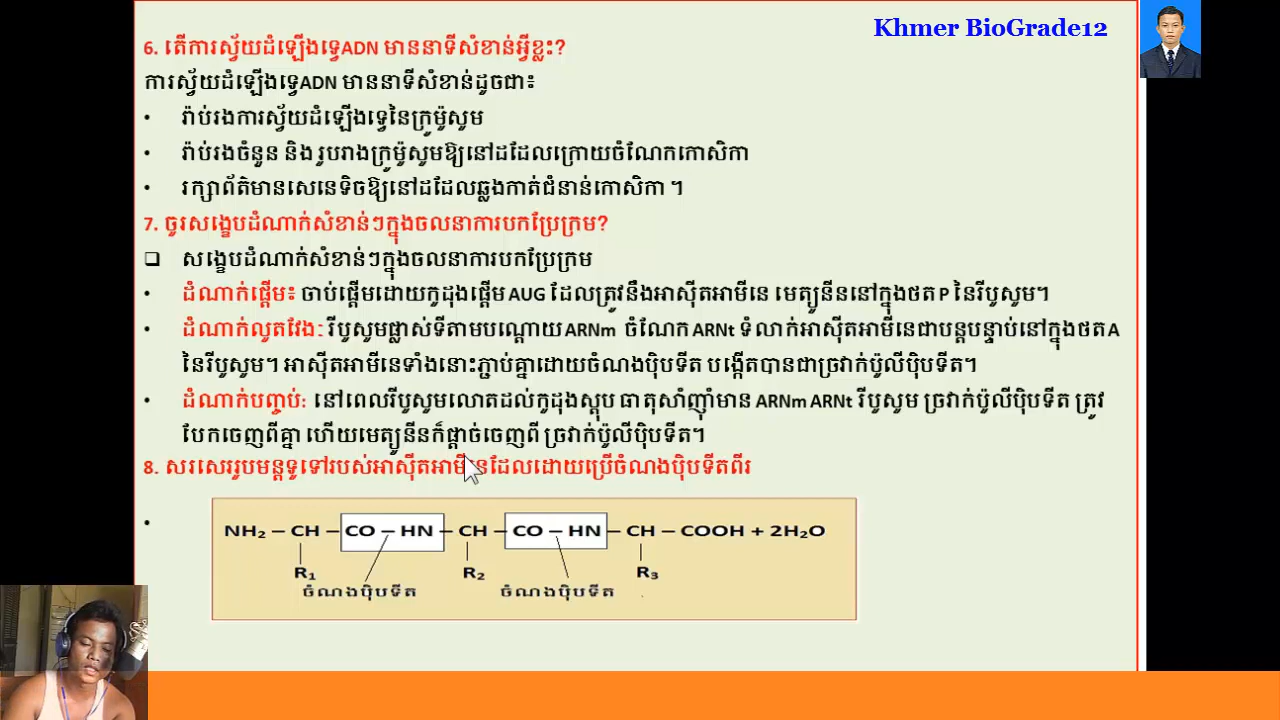 Khmer BioGrade12
6. តើការស្វ័យដំឡើងទ្វេADN មាននាទីសំខាន់អ្វីខ្លះ?
ការស្វ័យដំឡើងទ្វេADN មាននាទីសំខាន់ដូចជា៖
• រ៉ាប់រងការស្វ័យដំឡើងទ្វេនៃក្រូម៉ូសូម
• រ៉ាប់រងចំនួន និង រូបរាងក្រូម៉ូសូមឱ្យនៅដដែលក្រោយចំណែកកោសិកា
• រក្សាព័ត៌មានសេនេទិចឱ្យនៅដដែលឆ្លងកាត់ជំនាន់កោសិកា ។
7. ចូរសង្ខេបដំណាក់សំខាន់ៗក្នុងចលនាការបកប្រែក្រម?
❑ សង្ខេបដំណាក់សំខាន់ៗក្នុងចលនាការបកប្រែក្រម
• ដំណាក់ផ្តើម៖ ចាប់ផ្តើមដោយកូដុងផ្តើម AUG ដែលត្រូវនឹងអាស៊ីតអាមីនេ មេត្យូនីននៅក្នុងថត P នៃរីបូសូម។
• ដំណាក់លូតវែង: រីបូសូមផ្លាស់ទីតាមបណ្តោយ ARNm ចំណែក ARNt ទំលាក់អាស៊ីតអាមីនេជាបន្តបន្ទាប់នៅក្នុងថត A
នៃរីបូសូម។ អាស៊ីតអាមីនេទាំងនោះភ្ជាប់គ្នាដោយចំណងប៉ិបទីត បង្កើតបានជាច្រវាក់ប៉ូលីប៉ិបទីត។
• ដំណាក់បញ្ចប់: នៅពេលរីបូសូមលោតដល់កូដុងស្តុប ធាតុសាំញ៉ាំមាន ARNm ARNt រីបូសូម ច្រវាក់ប៉ូលីប៉ិបទីត ត្រូវ
បែកចេញពីគ្នា ហើយមេត្យូនីនក៏ផ្តាច់ចេញពី ច្រវាក់ប៉ូលីប៉ិបទីត។
8. សរសេររូបមន្តទូទៅរបស់អាស៊ីតអាមីនេដែលដោយប្រើចំណងប៉ិបទីតពីរ
• NH₂ – CH – CO – HN – CH – CO – HN – CH – COOH + 2H₂O
R₁ R₂ R₃
ចំណងប៉ិបទីត ចំណងប៉ិបទីត